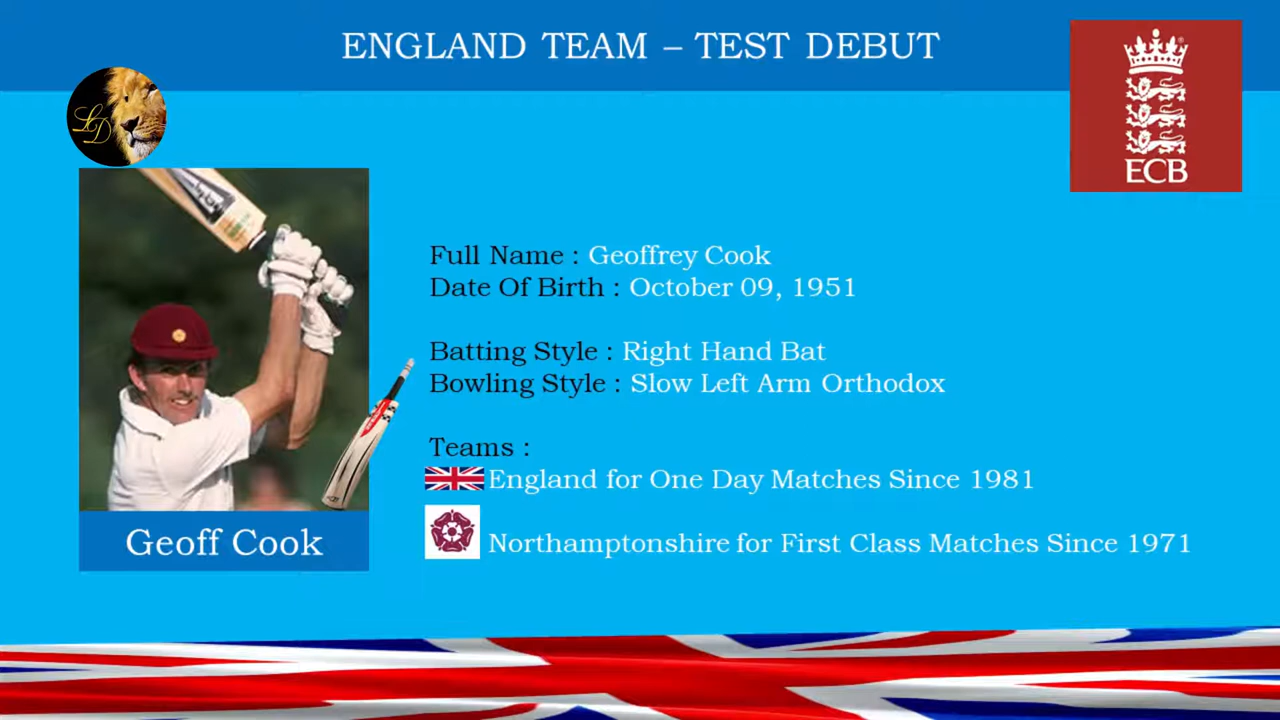 ENGLAND TEAM – TEST DEBUT
LD
ECB
Full Name : Geoffrey Cook
Date Of Birth : October 09, 1951
Batting Style : Right Hand Bat
Bowling Style : Slow Left Arm Orthodox
Teams :
England for One Day Matches Since 1981
Northamptonshire for First Class Matches Since 1971
Geoff Cook